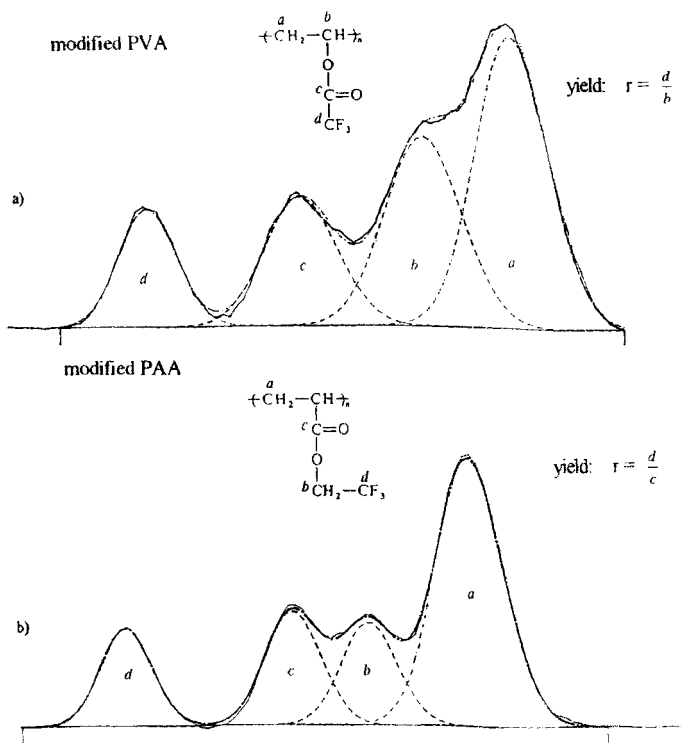 modified PVA
a b
-(CH₂—CH)-ₙ
O
c C=O
d CF₃
yield: r = d/b
a)
d c b a
modified PAA
a
-(CH₂—CH)-ₙ
c C=O
O
d
b CH₂—CF₃
yield: r = d/c
b)
d c b a